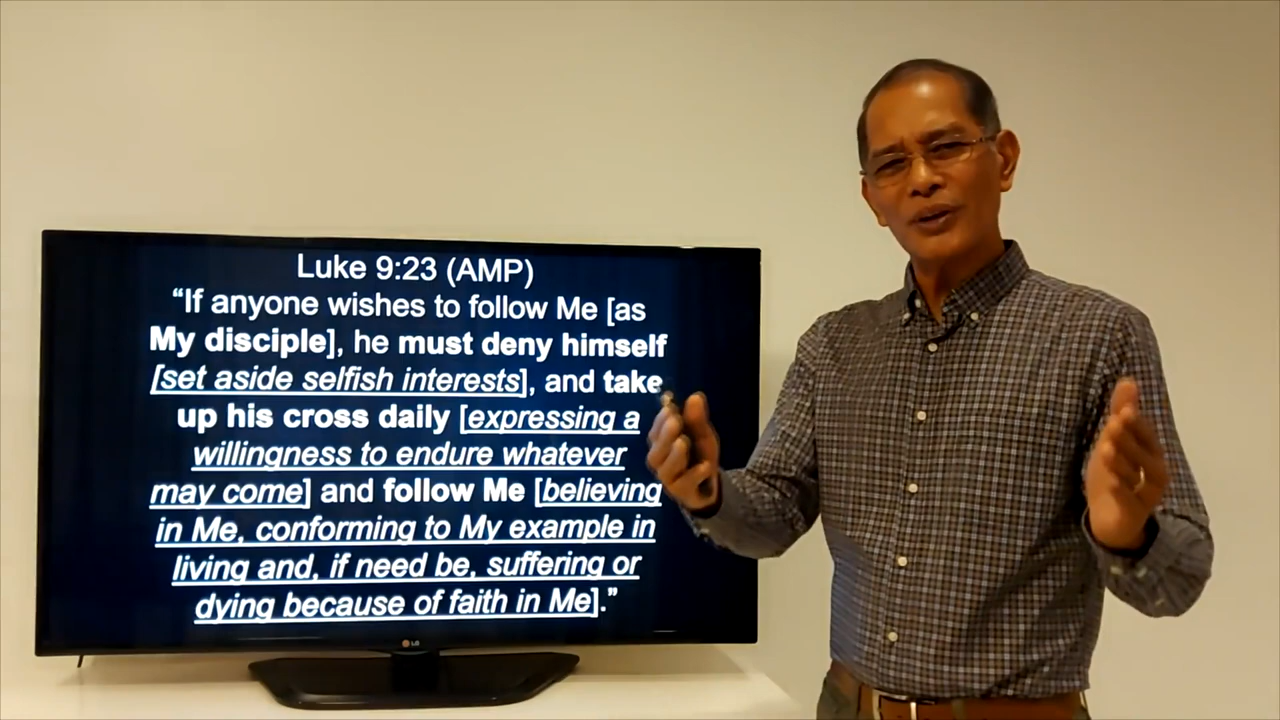 Luke 9:23 (AMP)
“If anyone wishes to follow Me [as
My disciple], he must deny himself
[set aside selfish interests], and take
up his cross daily [expressing a
willingness to endure whatever
may come] and follow Me [believing
in Me, conforming to My example in
living and, if need be, suffering or
dying because of faith in Me].”
LG